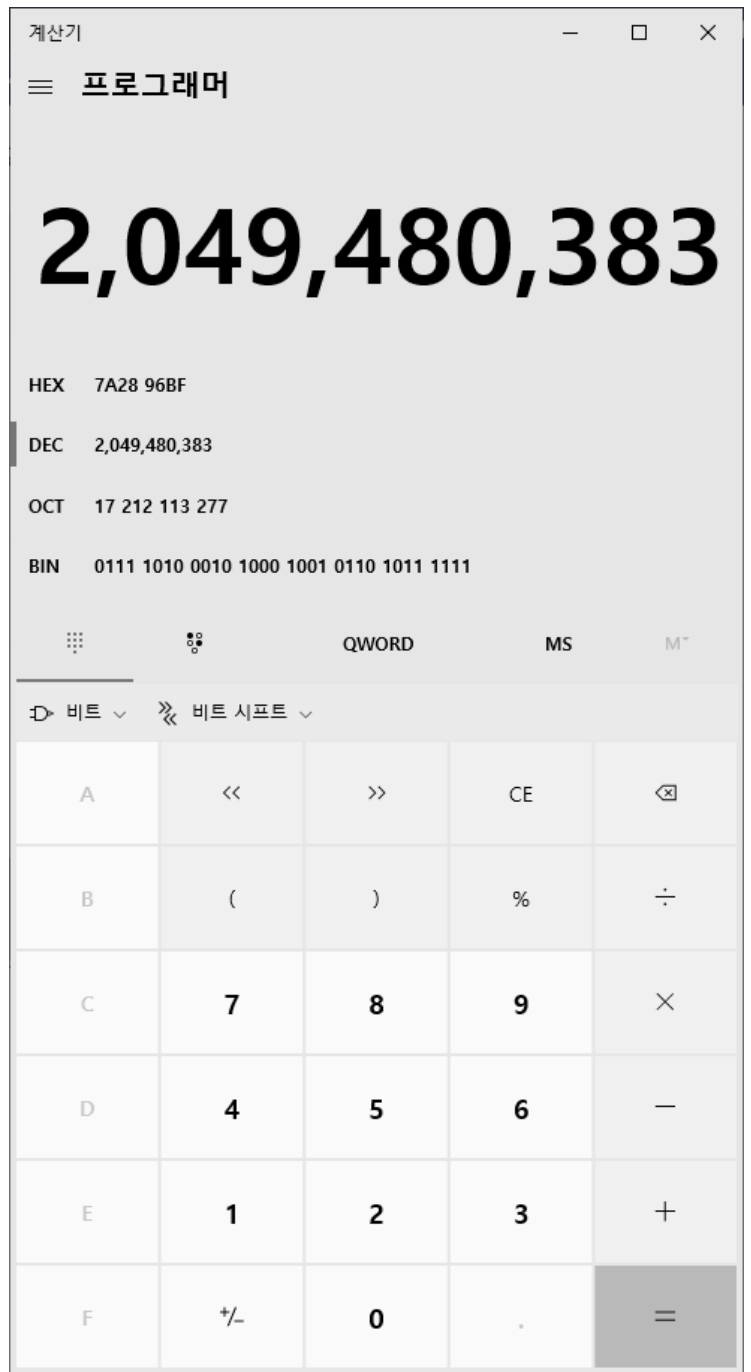 계산기
프로그래머
2,049,480,383
HEX 7A28 96BF
DEC 2,049,480,383
OCT 17 212 113 277
BIN 0111 1010 0010 1000 1001 0110 1011 1111
QWORD MS M˅
비트 비트 시프트
A << >> CE
B ( ) % ÷
C 7 8 9 ×
D 4 5 6 −
E 1 2 3 +
F +/− 0 . =